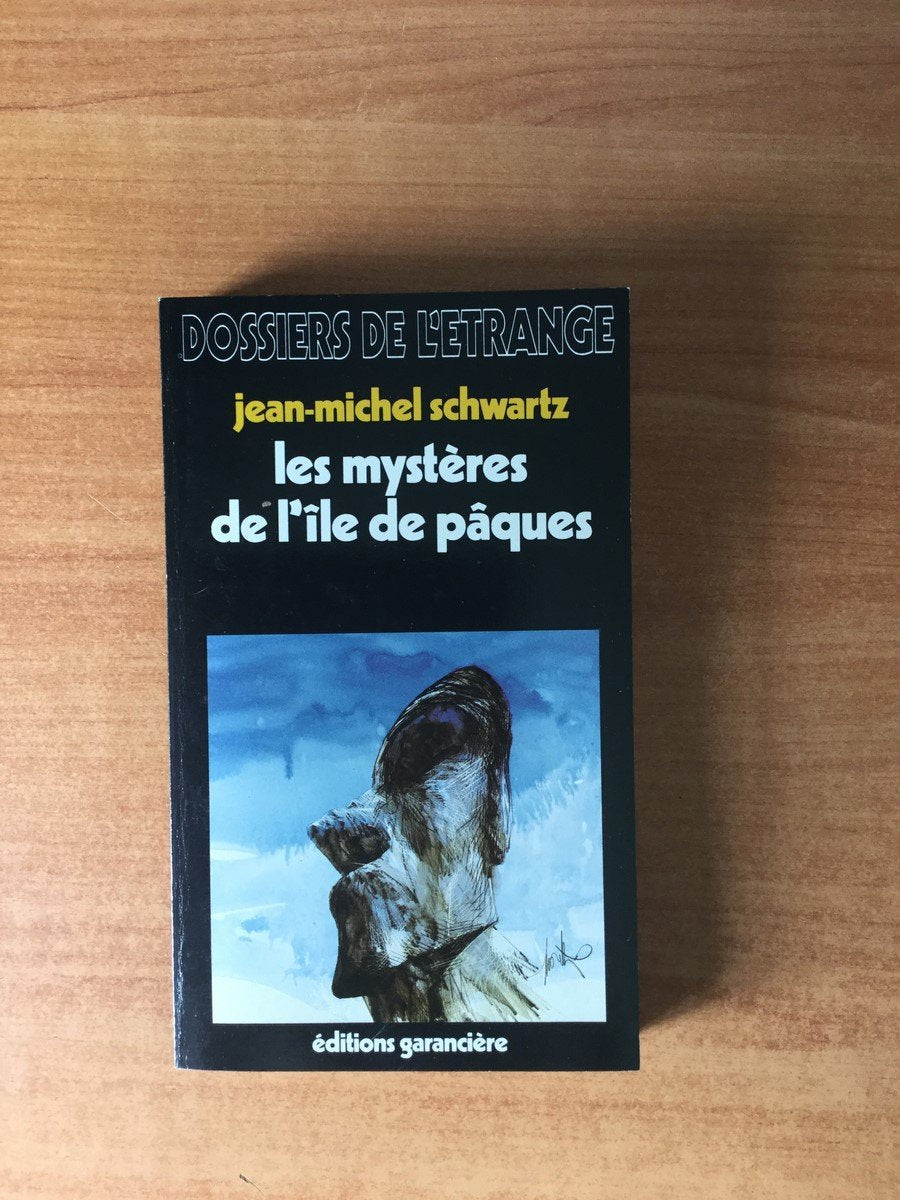 DOSSIERS DE L'ETRANGE
jean-michel schwartz
les mystères
de l'île de pâques
éditions garancière